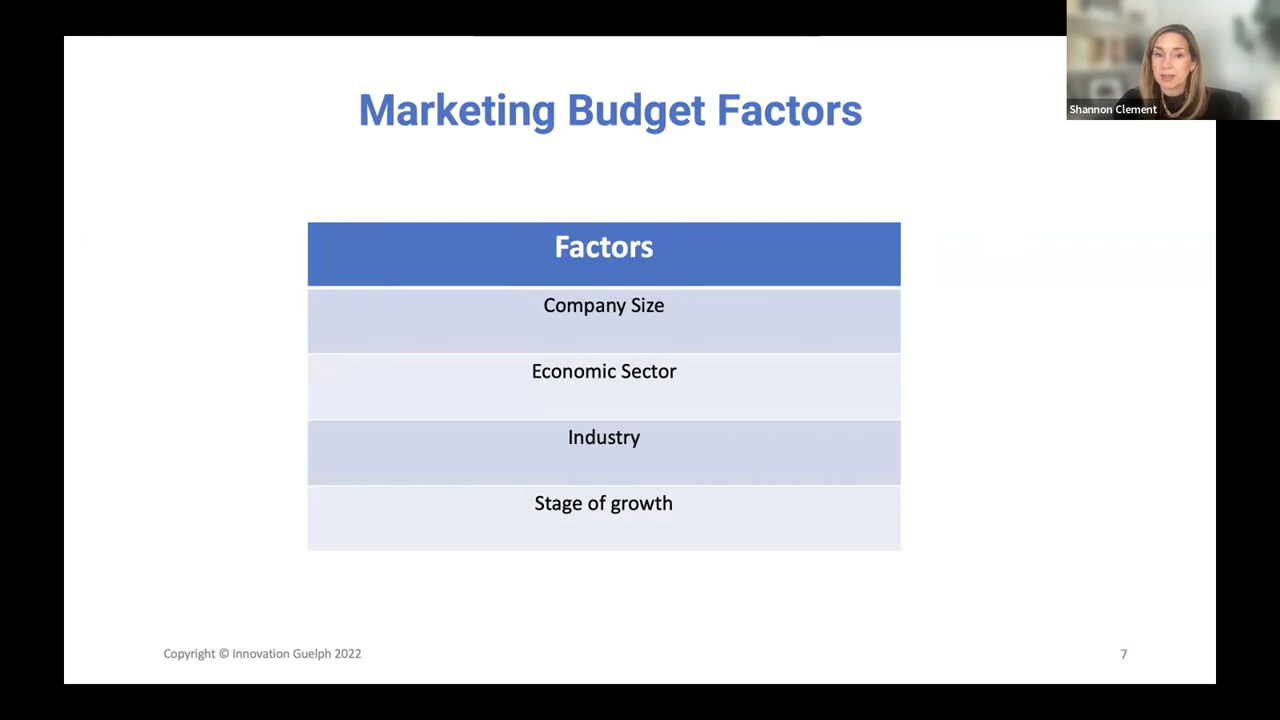 Marketing Budget Factors
Shannon Clement
Factors
Company Size
Economic Sector
Industry
Stage of growth
Copyright © Innovation Guelph 2022
7